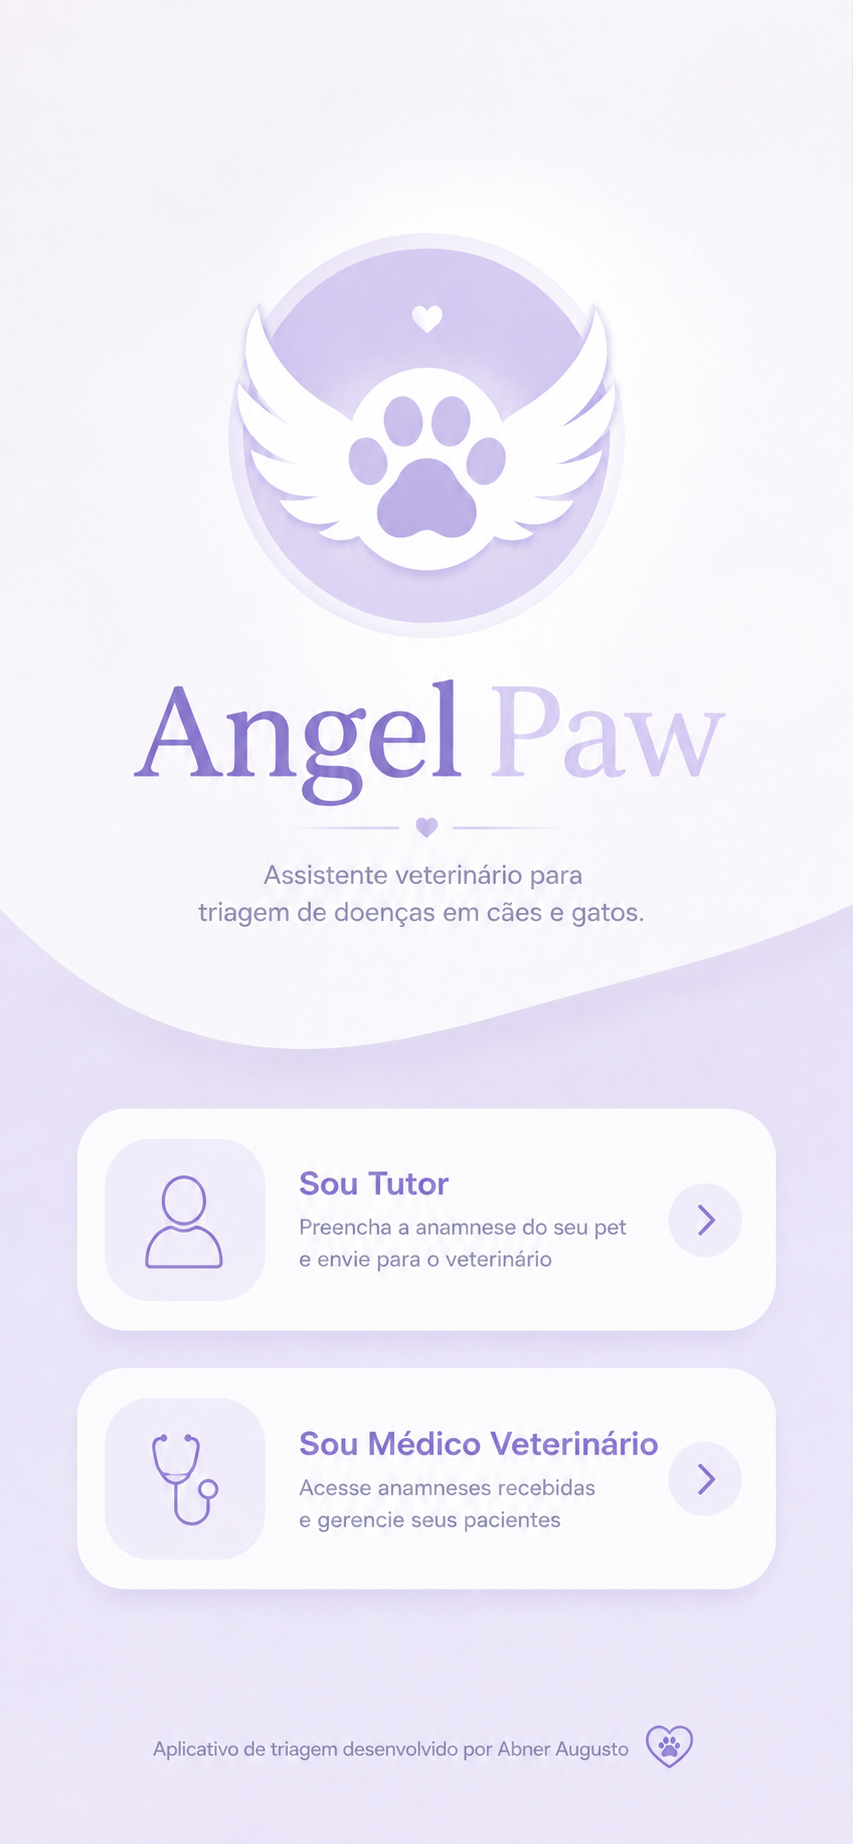 Angel Paw
Assistente veterinário para
triagem de doenças em cães e gatos.
Sou Tutor
Preencha a anamnese do seu pet
e envie para o veterinário
Sou Médico Veterinário
Acesse anamneses recebidas
e gerencie seus pacientes
Aplicativo de triagem desenvolvido por Abner Augusto